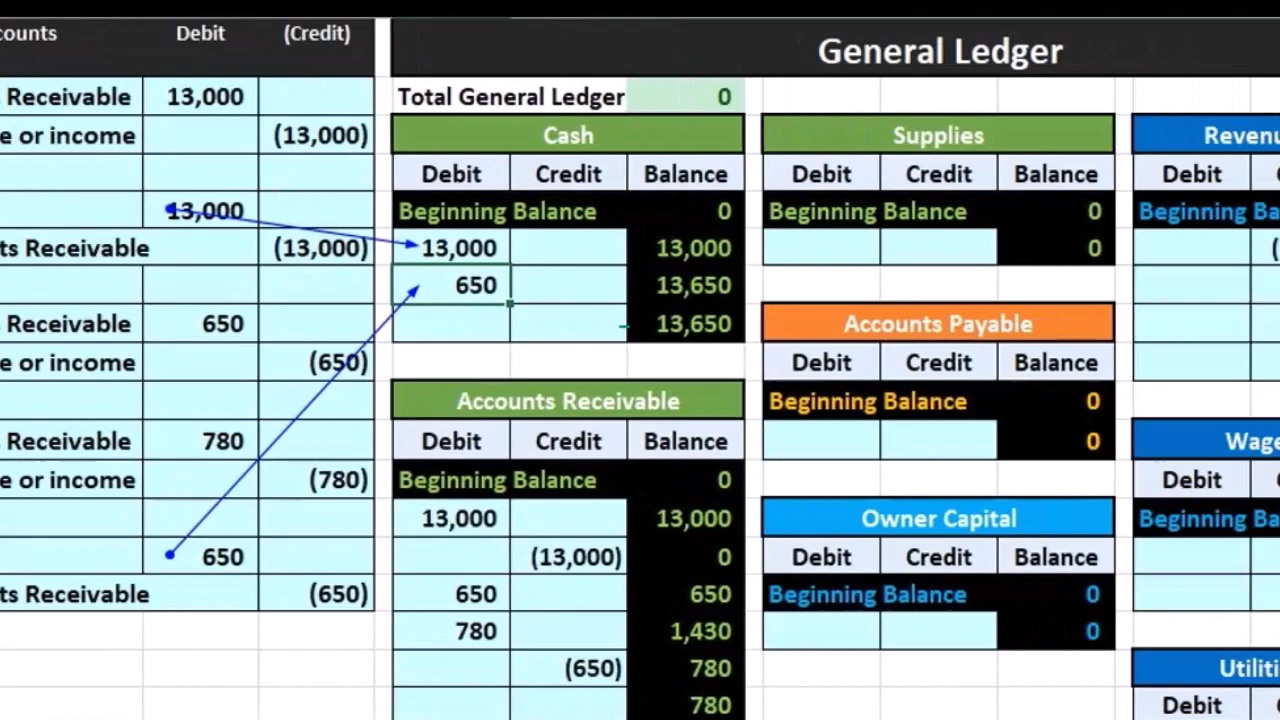 counts Debit (Credit)
General Ledger
Receivable 13,000
Total General Ledger 0
e or income (13,000)
Cash
Supplies
Debit Credit Balance
Debit Credit Balance
Debit
13,000
Beginning Balance 0
Beginning Balance 0
Beginning Ba
ts Receivable (13,000)
13,000 13,000
0
(
650 13,650
Receivable 650
13,650
Accounts Payable
e or income (650)
Debit Credit Balance
Accounts Receivable
Beginning Balance 0
Receivable 780
Debit Credit Balance
0
Wage
e or income (780)
Beginning Balance 0
Debit
13,000 13,000
Owner Capital
Beginning Ba
650
(13,000) 0
Debit Credit Balance
ts Receivable (650)
650 650
Beginning Balance 0
780 1,430
0
(650) 780
Utiliti
780
Debit